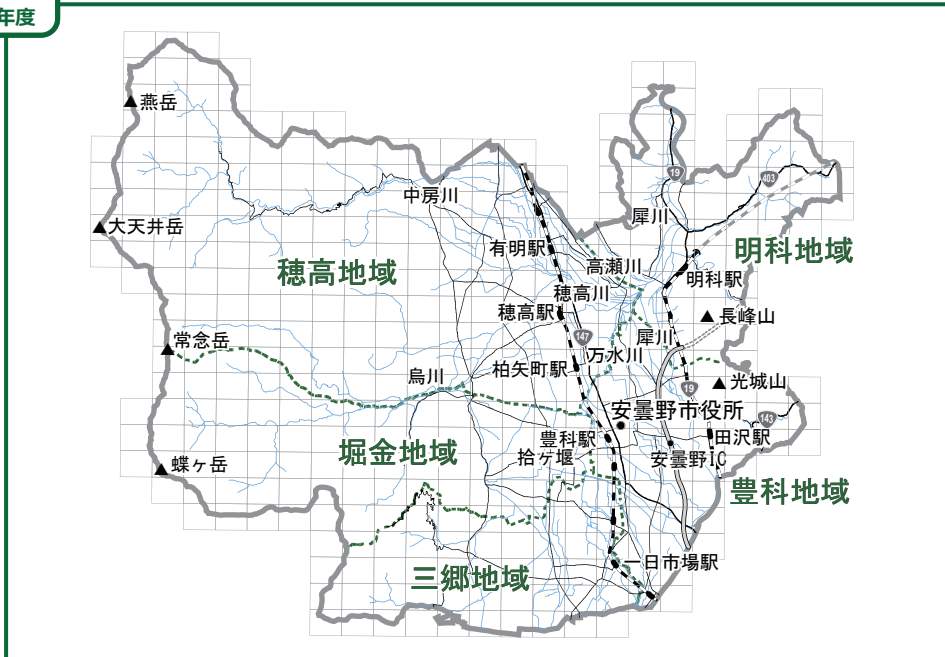 年度
燕岳
中房川
19
403
犀川
大天井岳
有明駅
明科地域
穂高地域
高瀬川
明科駅
穂高川
穂高駅
長峰山
147
犀川
常念岳
万水川
柏矢町駅
烏川
光城山
19
安曇野市役所
143
豊科駅
田沢駅
堀金地域
拾ケ堰
安曇野IC
蝶ヶ岳
豊科地域
一日市場駅
三郷地域